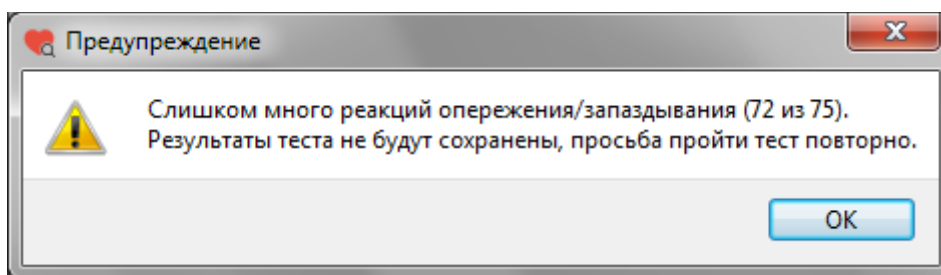 Предупреждение
Слишком много реакций опережения/запаздывания (72 из 75).
Результаты теста не будут сохранены, просьба пройти тест повторно.
OK